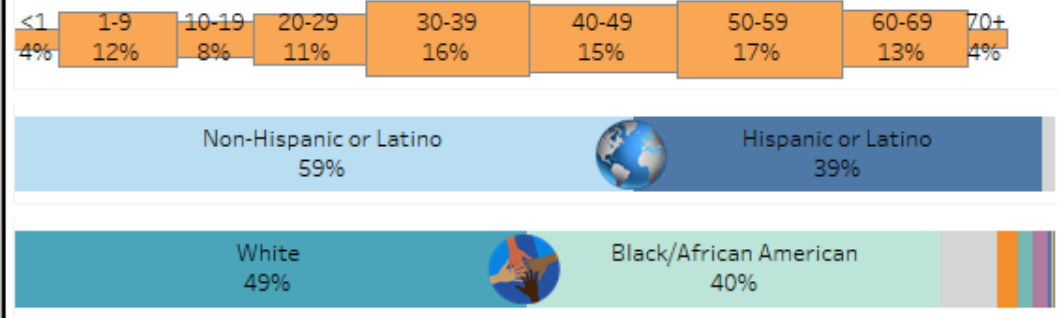 <1 1-9 10-19 20-29 30-39 40-49 50-59 60-69 70+
4% 12% 8% 11% 16% 15% 17% 13% 4%
Non-Hispanic or Latino Hispanic or Latino
59% 39%
White Black/African American
49% 40%